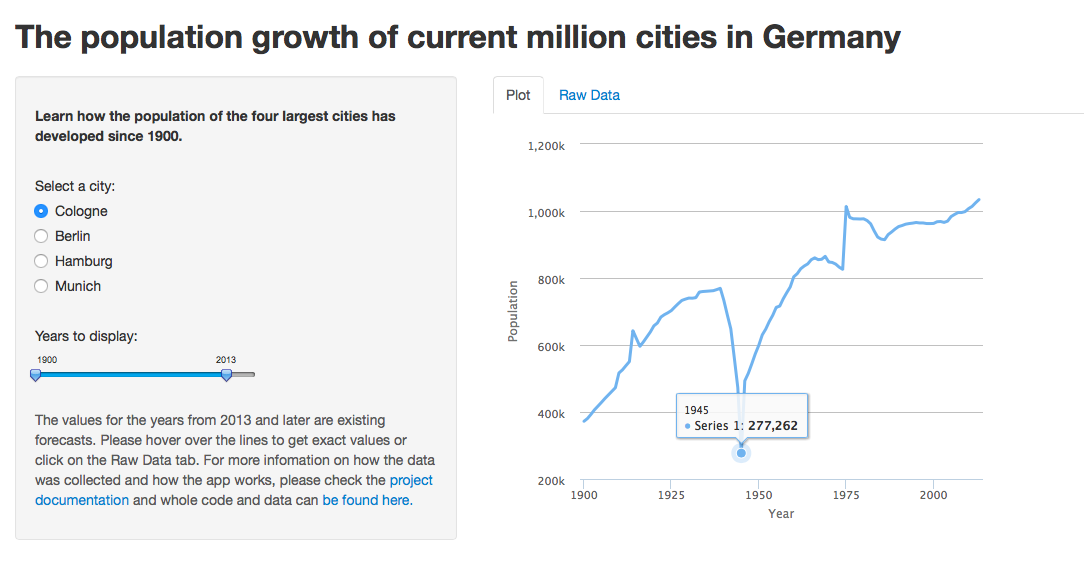 The population growth of current million cities in Germany
Learn how the population of the four largest cities has
developed since 1900.
Select a city:
Cologne
Berlin
Hamburg
Munich
Years to display:
1900
2013
The values for the years from 2013 and later are existing
forecasts. Please hover over the lines to get exact values or
click on the Raw Data tab. For more infomation on how the data
was collected and how the app works, please check the project
documentation and whole code and data can be found here.
Plot
Raw Data
1,200k
1,000k
800k
600k
400k
200k
Population
1945
Series 1: 277,262
1900
1925
1950
1975
2000
Year